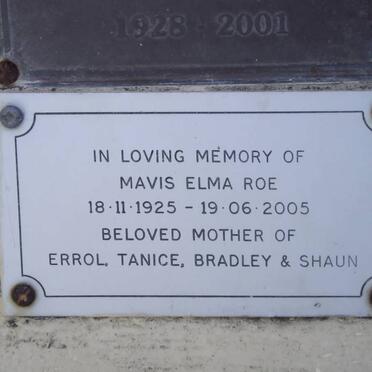 1928 - 2001
IN LOVING MEMORY OF
MAVIS ELMA ROE
18·11·1925 - 19·06·2005
BELOVED MOTHER OF
ERROL, TANICE, BRADLEY & SHAUN